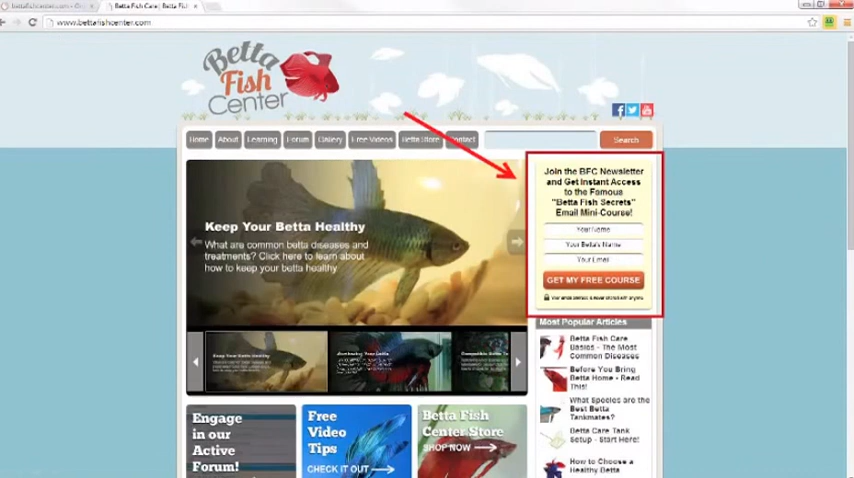 bettafishcenter.com - Go
Betta Fish Care | Betta Fis
www.bettafishcenter.com
Betta
Fish
Center
Home About Learning Forum Gallery Free Videos Betta Store Contact Search
Keep Your Betta Healthy
What are common betta diseases and
treatments? Click here to learn about
how to keep your betta healthy
Join the BFC Newsletter
and Get Instant Access
to the Famous
"Betta Fish Secrets"
Email Mini-Course!
Your Name
Your Betta's Name
Your Email
GET MY FREE COURSE
Keep Your Betta Healthy
Most Popular Articles
Betta Fish Care
Basics - The Most
Common Diseases
Before You Bring
Betta Home - Read
This!
What Species are the
Best Betta
Tankmates?
Betta Care Tank
Setup - Start Here!
How to Choose a
Healthy Betta
Engage
in our
Active
Forum!
Free
Video
Tips
CHECK IT OUT
Betta Fish
Center Store
SHOP NOW